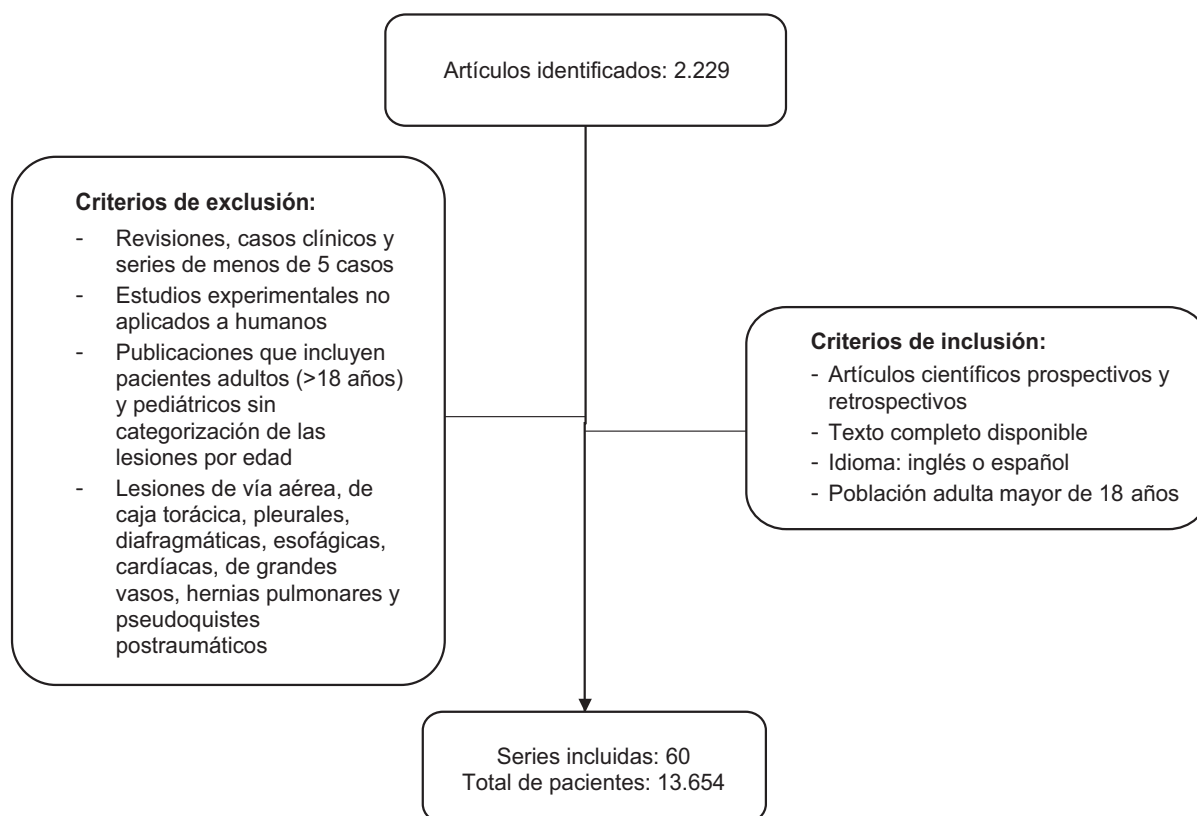 Artículos identificados: 2.229
Criterios de exclusión:
- Revisiones, casos clínicos y
series de menos de 5 casos
- Estudios experimentales no
aplicados a humanos
- Publicaciones que incluyen
pacientes adultos (>18 años)
y pediátricos sin
categorización de las
lesiones por edad
- Lesiones de vía aérea, de
caja torácica, pleurales,
diafragmáticas, esofágicas,
cardíacas, de grandes
vasos, hernias pulmonares y
pseudoquistes
postraumáticos
Criterios de inclusión:
- Artículos científicos prospectivos y
retrospectivos
- Texto completo disponible
- Idioma: inglés o español
- Población adulta mayor de 18 años
Series incluidas: 60
Total de pacientes: 13.654